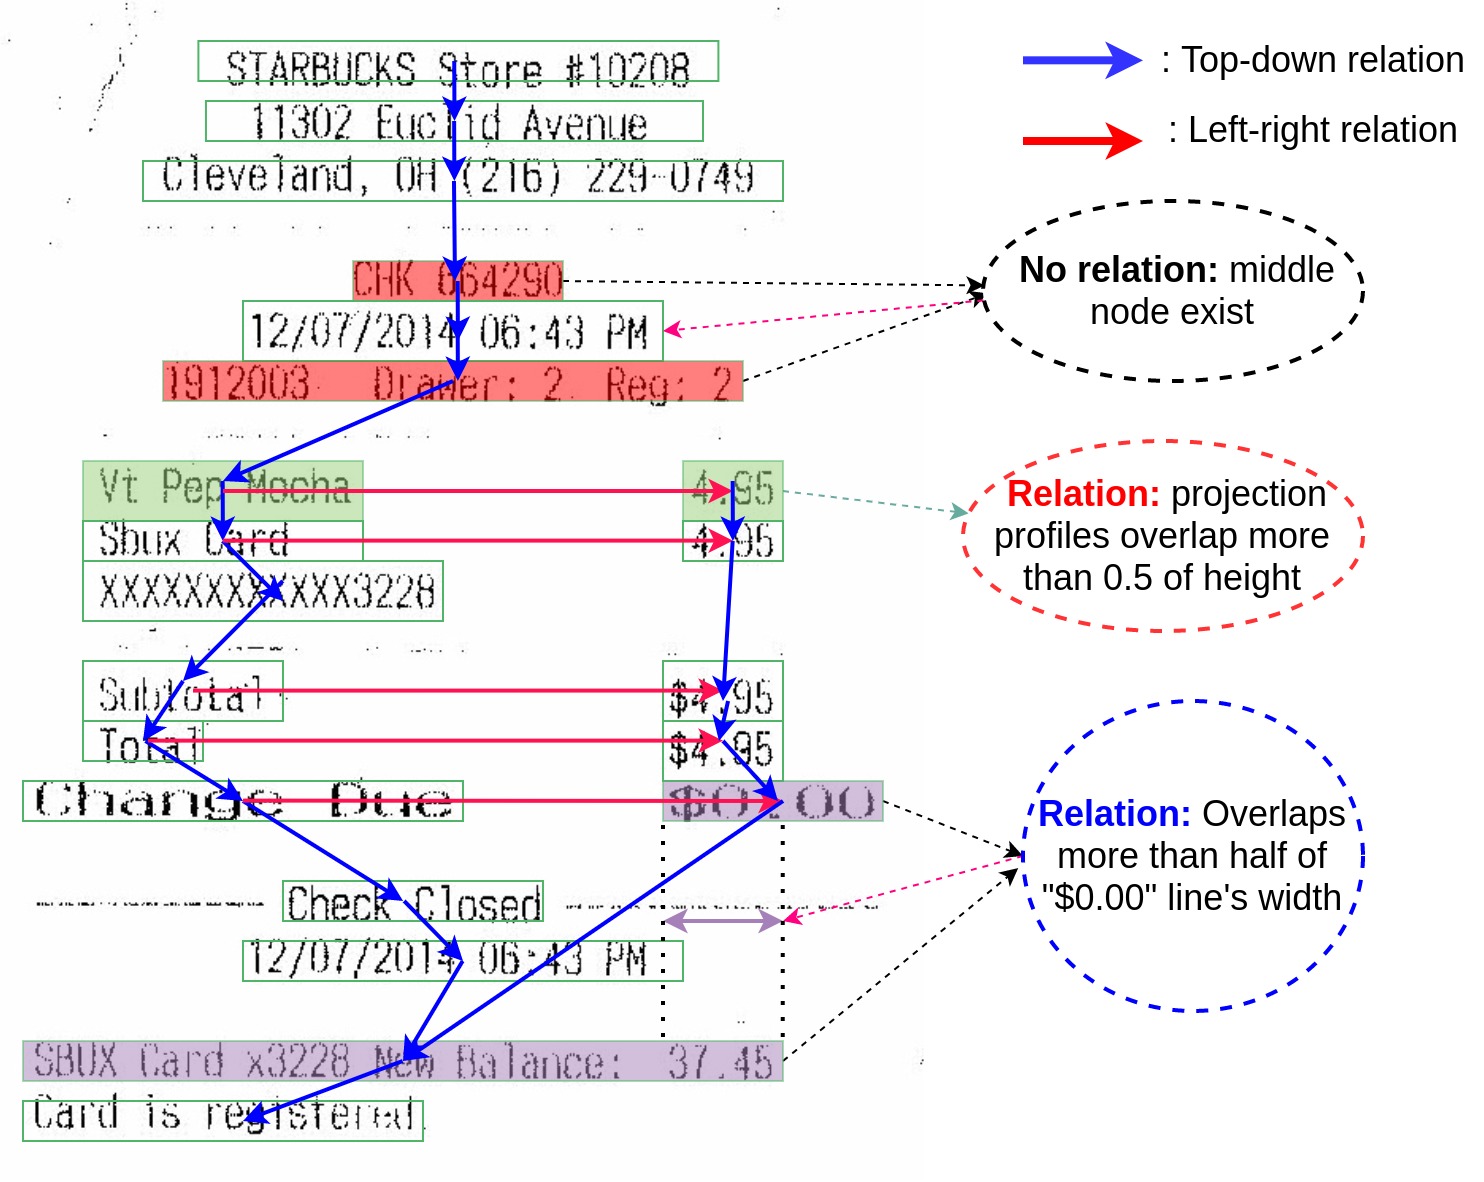 STARBUCKS Store #10208
11302 Euclid Avenue
Cleveland, OH (216) 229-0749
CHK 664290
12/07/2014 06:43 PM
1912003 Drawer: 2 Reg: 2
Vt Pep Mocha 4.95
Sbux Card 4.95
XXXXXXXXXXXX3228
Subtotal $4.95
Total $4.95
Change Due $0.00
Check Closed
12/07/2014 06:43 PM
SBUX Card x3228 New Balance: 37.45
Card is registered.
: Top-down relation
: Left-right relation
No relation: middle
node exist
Relation: projection
profiles overlap more
than 0.5 of height
Relation: Overlaps
more than half of
"$0.00" line's width